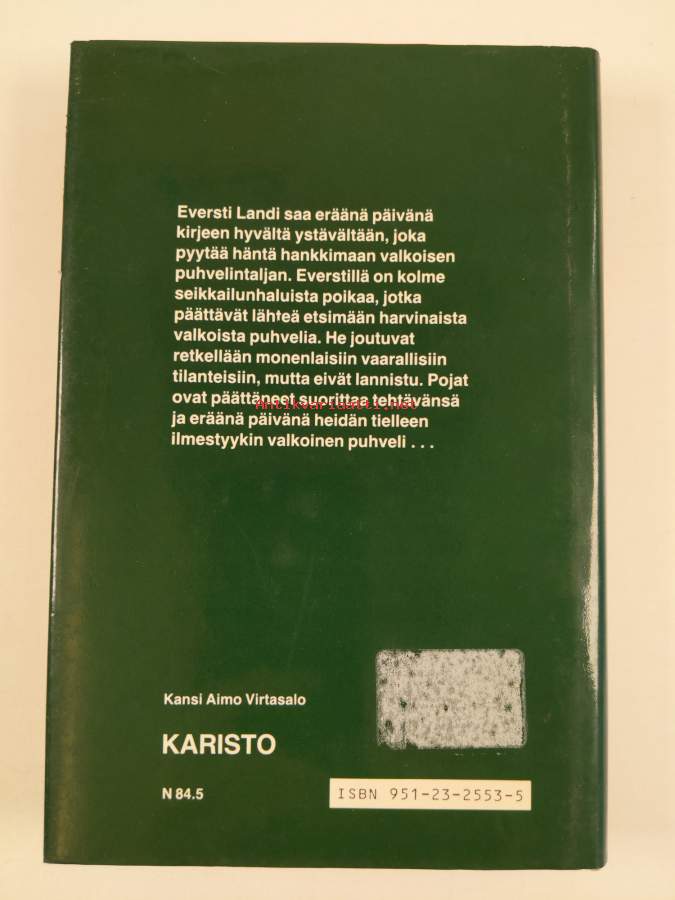 Eversti Landi saa eräänä päivänä
kirjeen hyvältä ystävältään, joka
pyytää häntä hankkimaan valkoisen
puhvelintaljan. Everstillä on kolme
seikkailunhaluista poikaa, jotka
päättävät lähteä etsimään harvinaista
valkoista puhvelia. He joutuvat
retkellään monenlaisiin vaarallisiin
tilanteisiin, mutta eivät lannistu. Pojat
ovat päättäneet suorittaa tehtävänsä
Antikvariaatti.net
ja eräänä päivänä heidän tielleen
ilmestyykin valkoinen puhveli . . .
Kansi Aimo Virtasalo
KARISTO
N 84.5
ISBN 951-23-2553-5